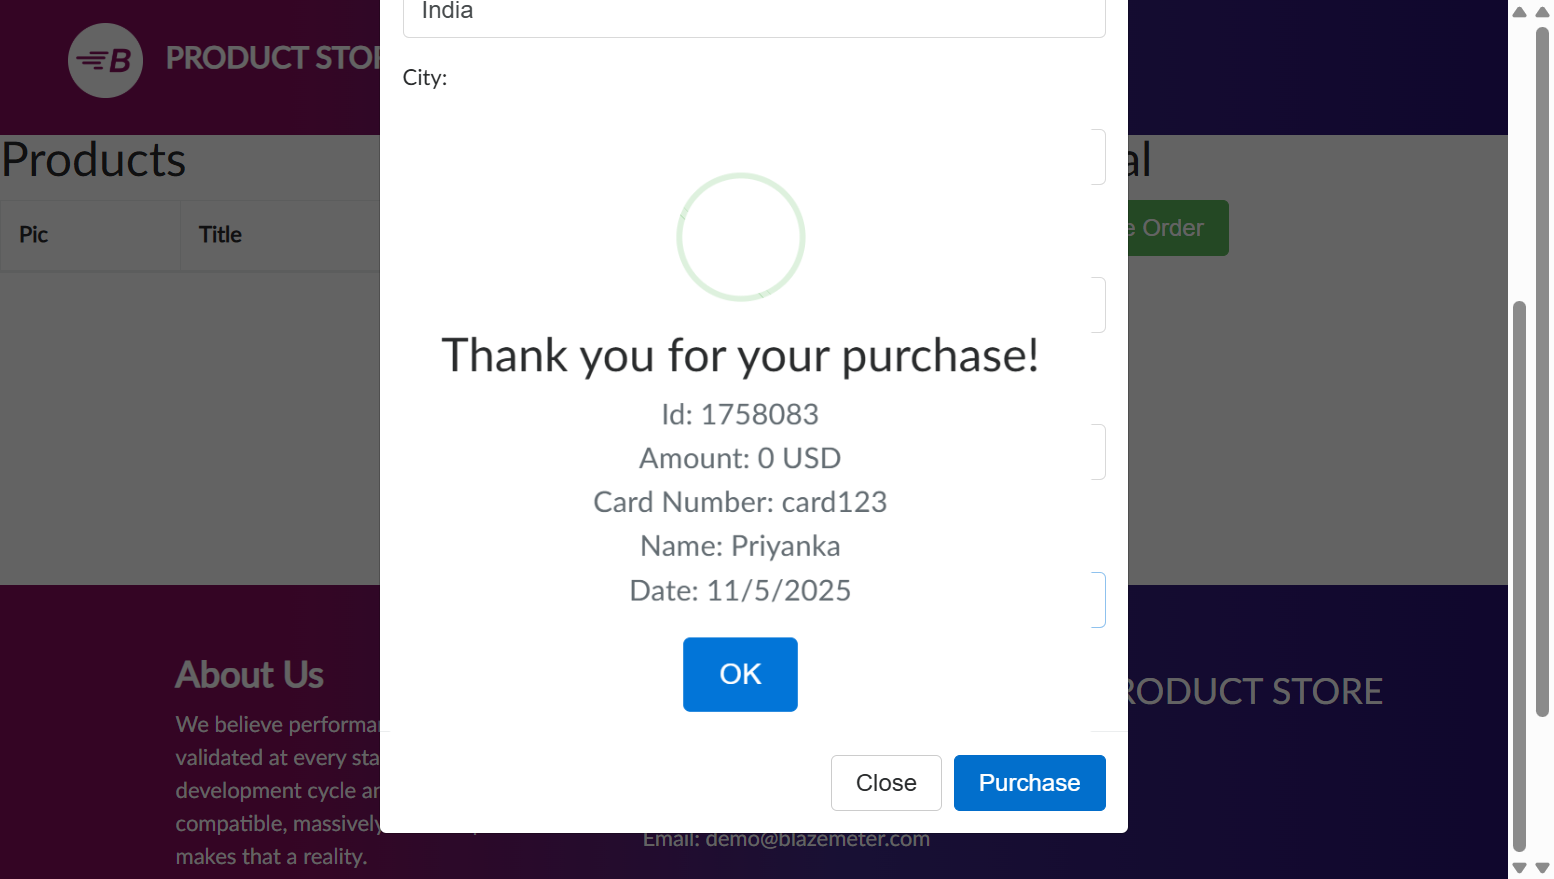 India
B
PRODUCT STOR
City:
Products
al
Pic
Title
e Order
Thank you for your purchase!
Id: 1758083
Amount: 0 USD
Card Number: card123
Name: Priyanka
Date: 11/5/2025
OK
About Us
We believe performa
validated at every sta
development cycle ar
compatible, massively
makes that a reality.
RODUCT STORE
Close
Purchase
Email: demo@blazemeter.com